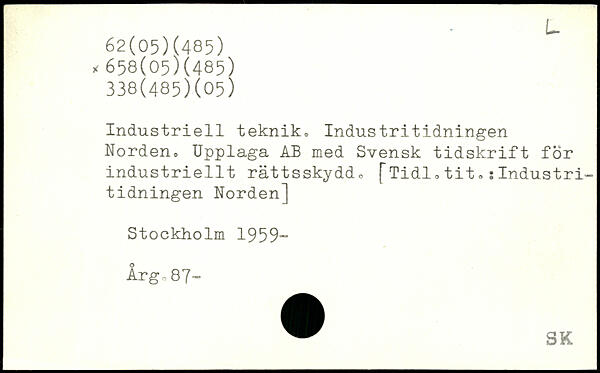 L
62(05)(485)
× 658(05)(485)
338(485)(05)
Industriell teknik. Industritidningen
Norden. Upplaga AB med Svensk tidskrift för
industriellt rättsskydd. [Tidl.tit.:Industri-
tidningen Norden]
Stockholm 1959-
Årg.87-
SK